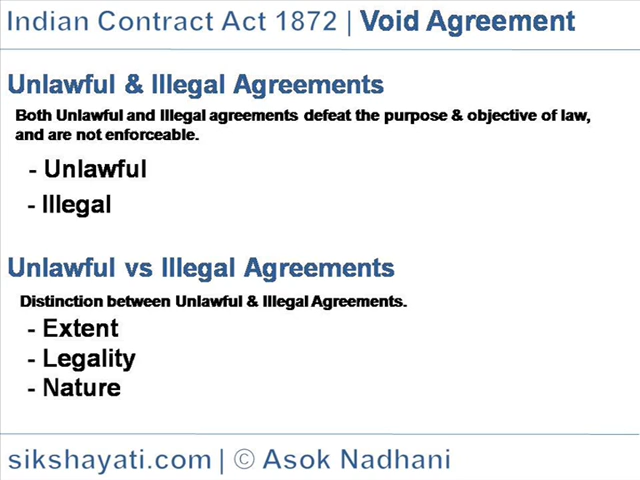 Indian Contract Act 1872 | Void Agreement
Unlawful & Illegal Agreements
Both Unlawful and Illegal agreements defeat the purpose & objective of law,
and are not enforceable.
- Unlawful
- Illegal
Unlawful vs Illegal Agreements
Distinction between Unlawful & Illegal Agreements.
- Extent
- Legality
- Nature
sikshayati.com | © Asok Nadhani